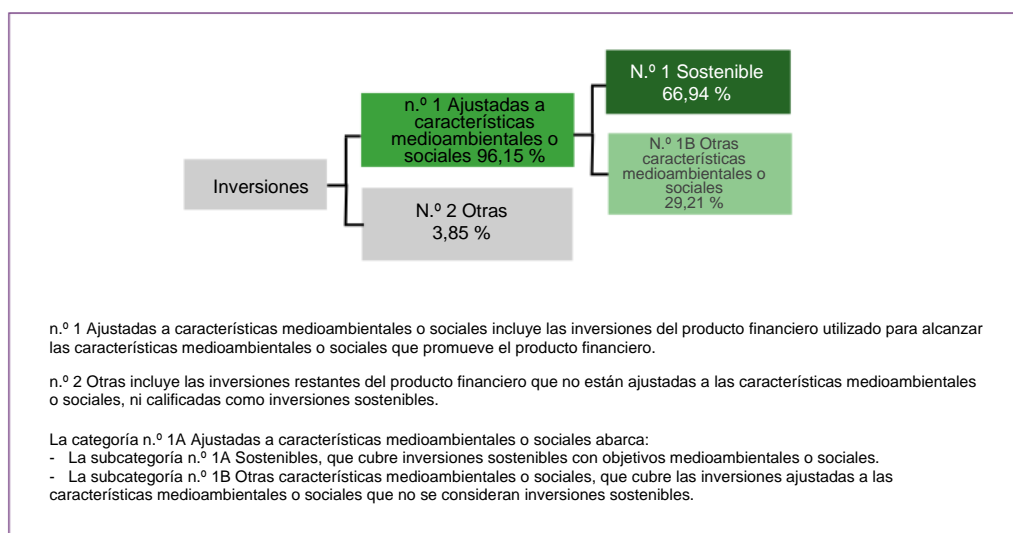 N.º 1 Sostenible
66,94 %
n.º 1 Ajustadas a
características
medioambientales o
sociales 96,15 %
N.º 1B Otras
características
medioambientales o
sociales
29,21 %
Inversiones
N.º 2 Otras
3,85 %
n.º 1 Ajustadas a características medioambientales o sociales incluye las inversiones del producto financiero utilizado para alcanzar
las características medioambientales o sociales que promueve el producto financiero.
n.º 2 Otras incluye las inversiones restantes del producto financiero que no están ajustadas a las características medioambientales
o sociales, ni calificadas como inversiones sostenibles.
La categoría n.º 1A Ajustadas a características medioambientales o sociales abarca:
- La subcategoría n.º 1A Sostenibles, que cubre inversiones sostenibles con objetivos medioambientales o sociales.
- La subcategoría n.º 1B Otras características medioambientales o sociales, que cubre las inversiones ajustadas a las
características medioambientales o sociales que no se consideran inversiones sostenibles.